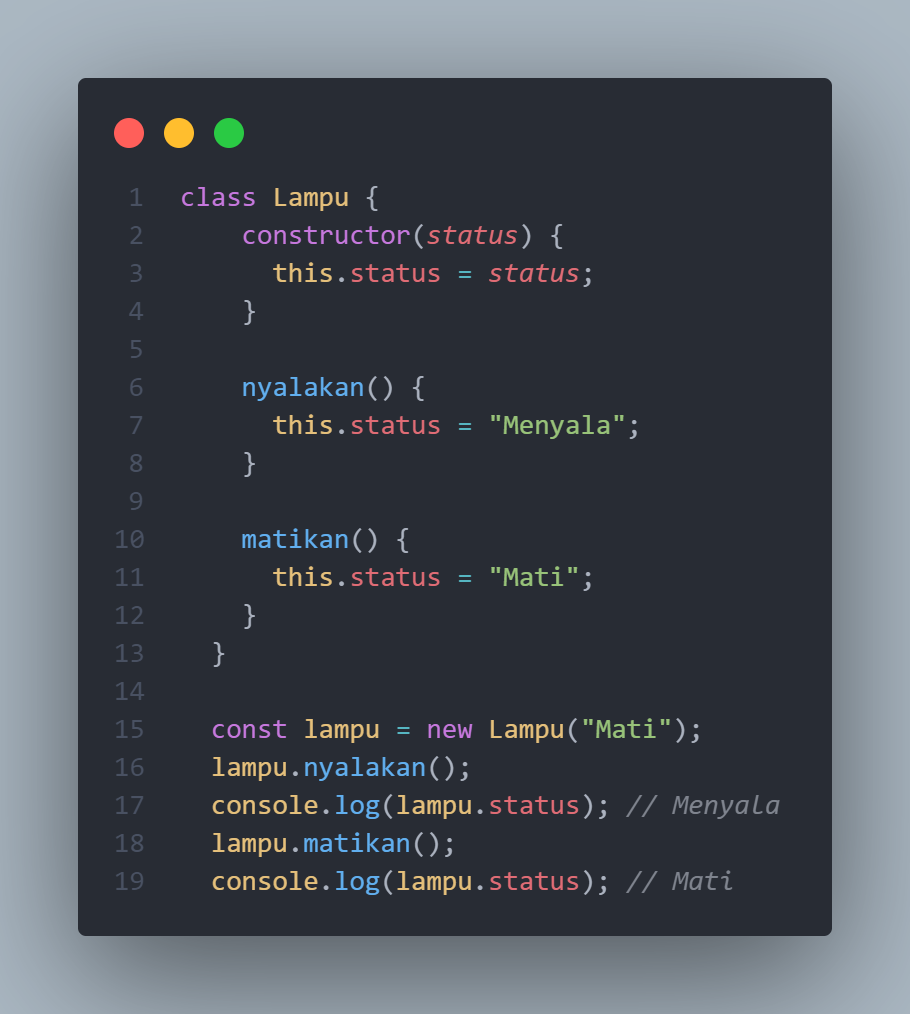 1 class Lampu {
2     constructor(status) {
3       this.status = status;
4     }
5
6     nyalakan() {
7       this.status = "Menyala";
8     }
9
10     matikan() {
11       this.status = "Mati";
12     }
13   }
14
15   const lampu = new Lampu("Mati");
16   lampu.nyalakan();
17   console.log(lampu.status); // Menyala
18   lampu.matikan();
19   console.log(lampu.status); // Mati